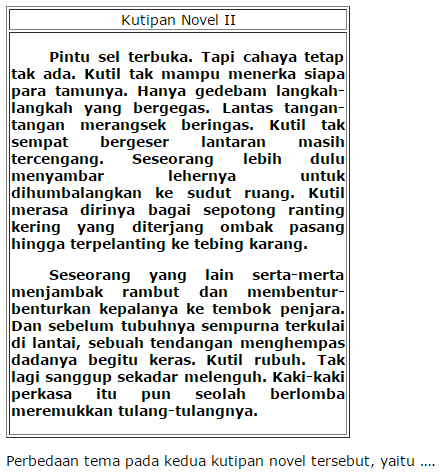 Kutipan Novel II
Pintu sel terbuka. Tapi cahaya tetap
tak ada. Kutil tak mampu menerka siapa
para tamunya. Hanya gedebam langkah-
langkah yang bergegas. Lantas tangan-
tangan merangsek beringas. Kutil tak
sempat bergeser lantaran masih
tercengang. Seseorang lebih dulu
menyambar lehernya untuk
dihumbalangkan ke sudut ruang. Kutil
merasa dirinya bagai sepotong ranting
kering yang diterjang ombak pasang
hingga terpelanting ke tebing karang.
Seseorang yang lain serta-merta
menjambak rambut dan membentur-
benturkan kepalanya ke tembok penjara.
Dan sebelum tubuhnya sempurna terkulai
di lantai, sebuah tendangan menghempas
dadanya begitu keras. Kutil rubuh. Tak
lagi sanggup sekadar melenguh. Kaki-kaki
perkasa itu pun seolah berlomba
meremukkan tulang-tulangnya.
Perbedaan tema pada kedua kutipan novel tersebut, yaitu ....